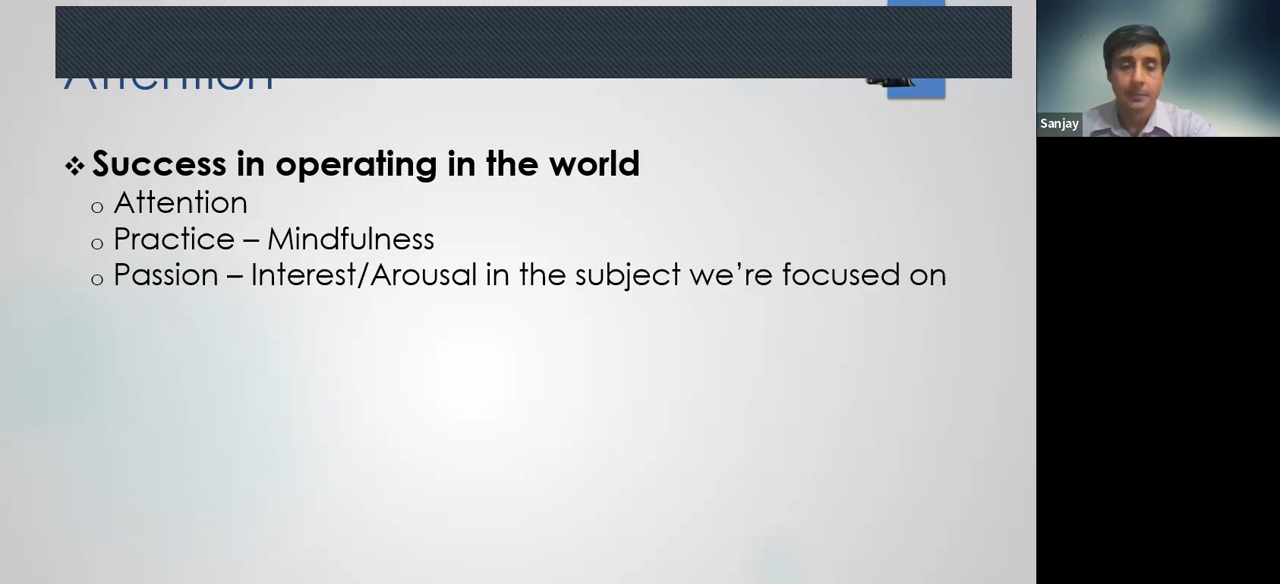 Attention
❖ Success in operating in the world
o Attention
o Practice – Mindfulness
o Passion – Interest/Arousal in the subject we’re focused on
Sanjay